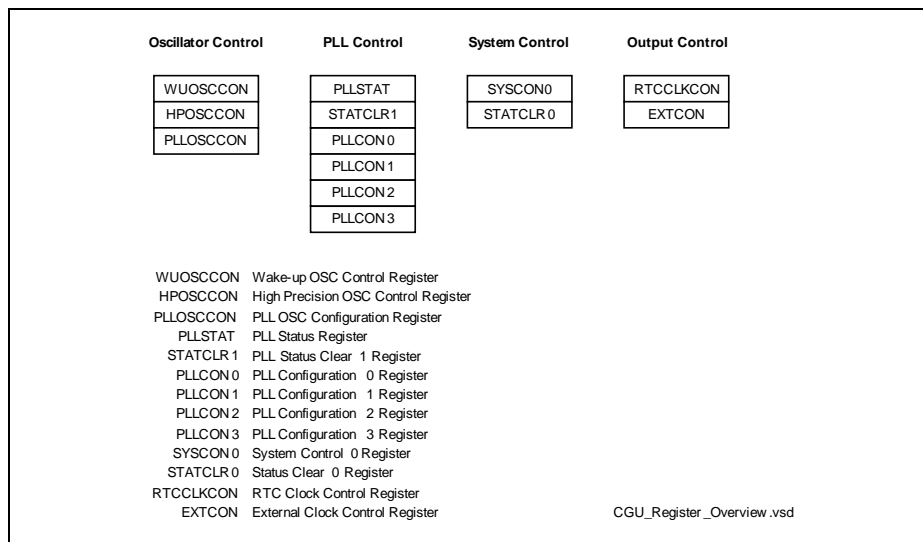 Oscillator Control PLL Control System Control Output Control
WUOSCCON PLLSTAT SYSCON0 RTCCLKCON
HPOSCCON STATCLR1 STATCLR0 EXTCON
PLLOSCCON PLLCON0
PLLCON1
PLLCON2
PLLCON3
WUOSCCON Wake-up OSC Control Register
HPOSCCON High Precision OSC Control Register
PLLOSCCON PLL OSC Configuration Register
PLLSTAT PLL Status Register
STATCLR1 PLL Status Clear 1 Register
PLLCON0 PLL Configuration 0 Register
PLLCON1 PLL Configuration 1 Register
PLLCON2 PLL Configuration 2 Register
PLLCON3 PLL Configuration 3 Register
SYSCON0 System Control 0 Register
STATCLR0 Status Clear 0 Register
RTCCLKCON RTC Clock Control Register
EXTCON External Clock Control Register CGU_Register_Overview.vsd